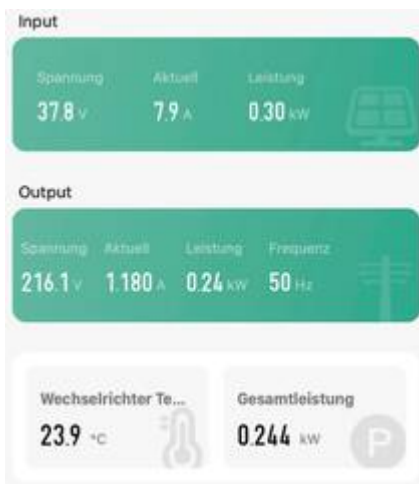 Input
Spannung Aktuell Leistung
37.8 V 7.9 A 0.30 kW
Output
Spannung Aktuell Leistung Frequenz
216.1 V 1.180 A 0.24 kW 50 Hz
Wechselrichter Te... Gesamtleistung
23.9 °C 0.244 kW
P